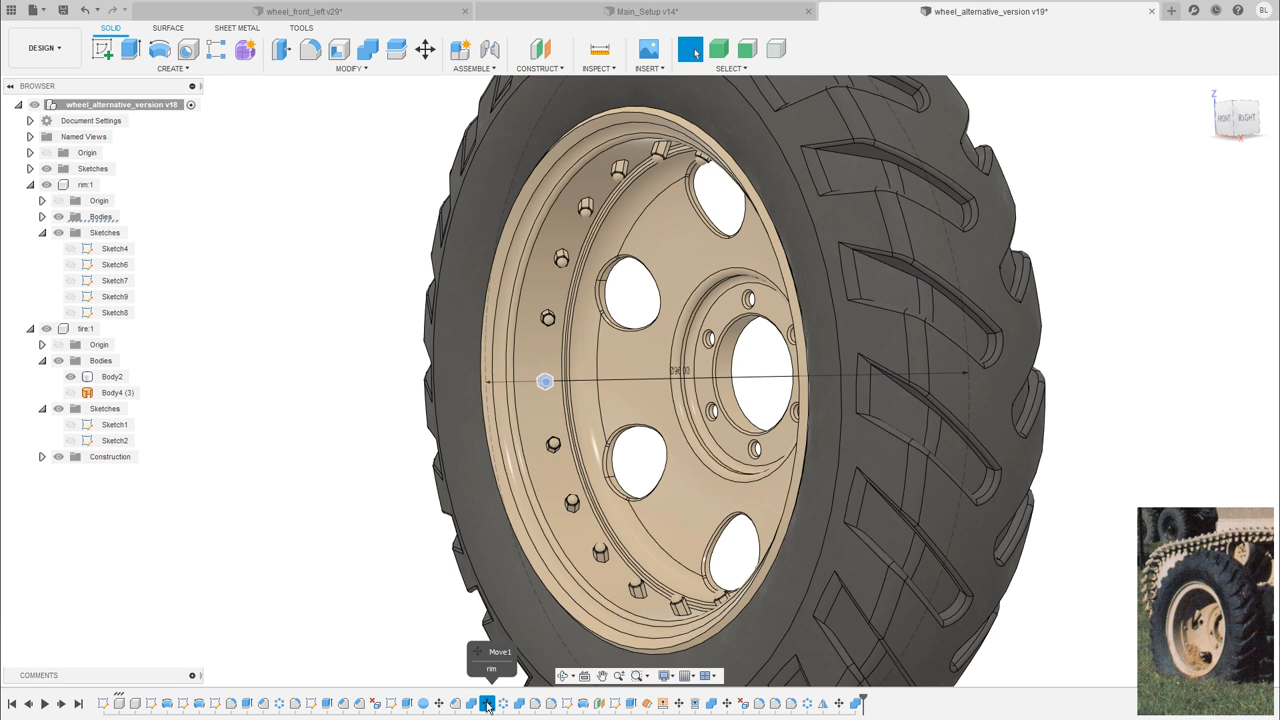 wheel_front_left v29*
Main_Setup v14*
wheel_alternative_version v19*
BL
SOLID
SURFACE
SHEET METAL
TOOLS
DESIGN
CREATE
MODIFY
ASSEMBLE
CONSTRUCT
INSPECT
INSERT
SELECT
BROWSER
wheel_alternative_version v18
Document Settings
Named Views
Origin
Sketches
rim:1
Origin
Bodies
Sketches
Sketch4
Sketch6
Sketch7
Sketch9
Sketch8
tire:1
Origin
Bodies
Body2
Body4 (3)
Sketches
Sketch1
Sketch2
Construction
Z
FRONT
RIGHT
X
Move1
rim
COMMENTS